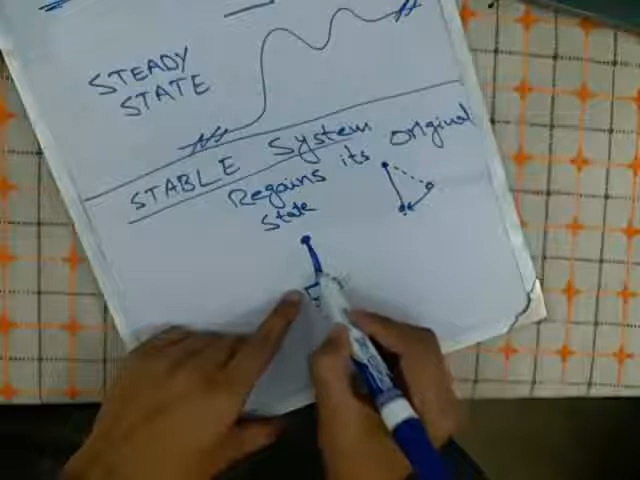 STEADY
STATE
STABLE System
Regains its original
state